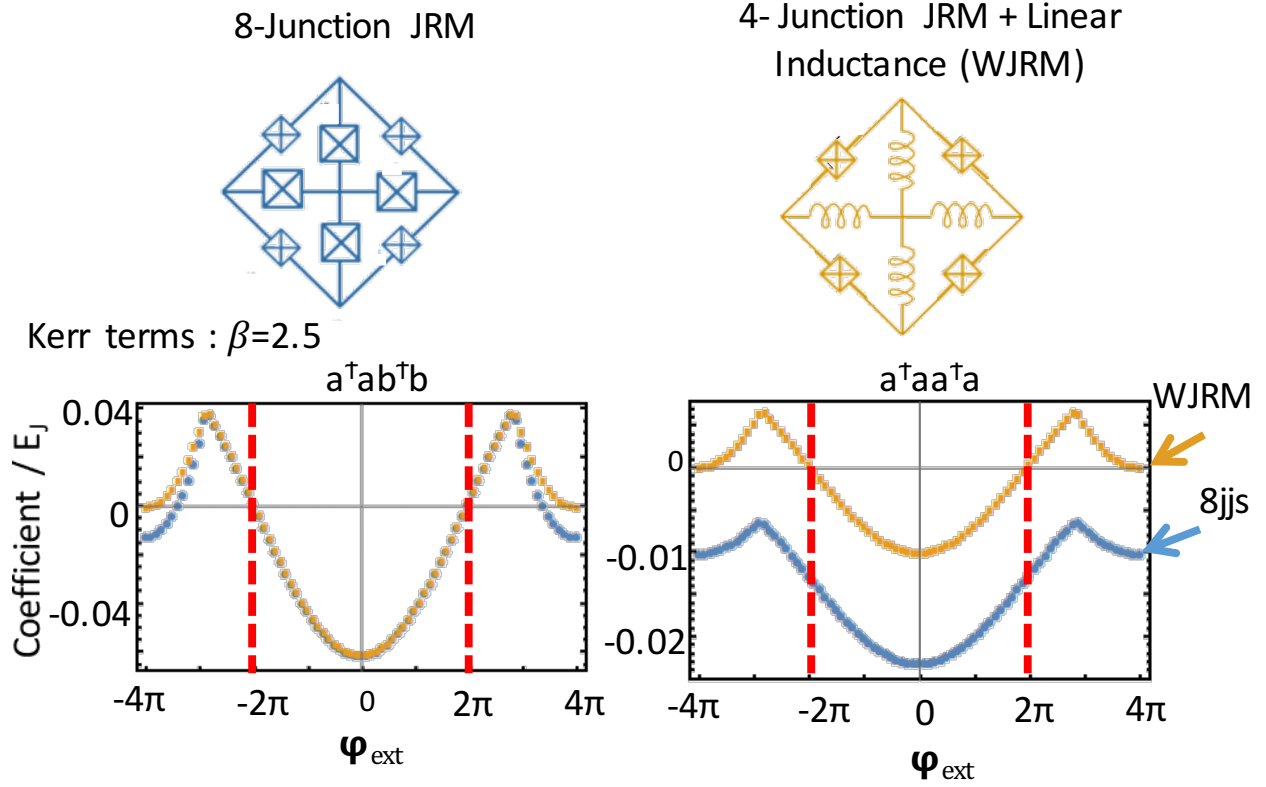 8-Junction JRM
4- Junction JRM + Linear
Inductance (WJRM)
Kerr terms : β=2.5
a†ab†b
a†aa†a
WJRM
8jjs
Coefficient / EJ
0.04
0
-0.04
-4π
-2π
0
2π
4π
φext
0
-0.01
-0.02
-4π
-2π
0
2π
4π
φext